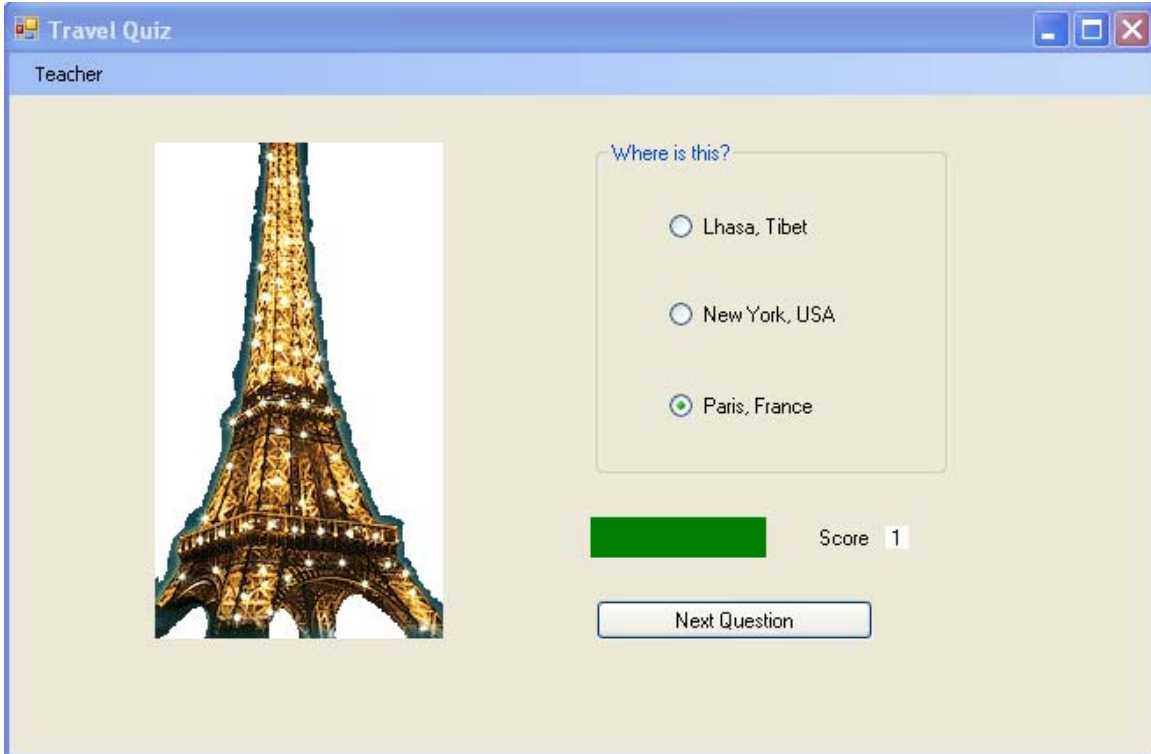 Travel Quiz
Teacher
Where is this?
Lhasa, Tibet
New York, USA
Paris, France
Score 1
Next Question